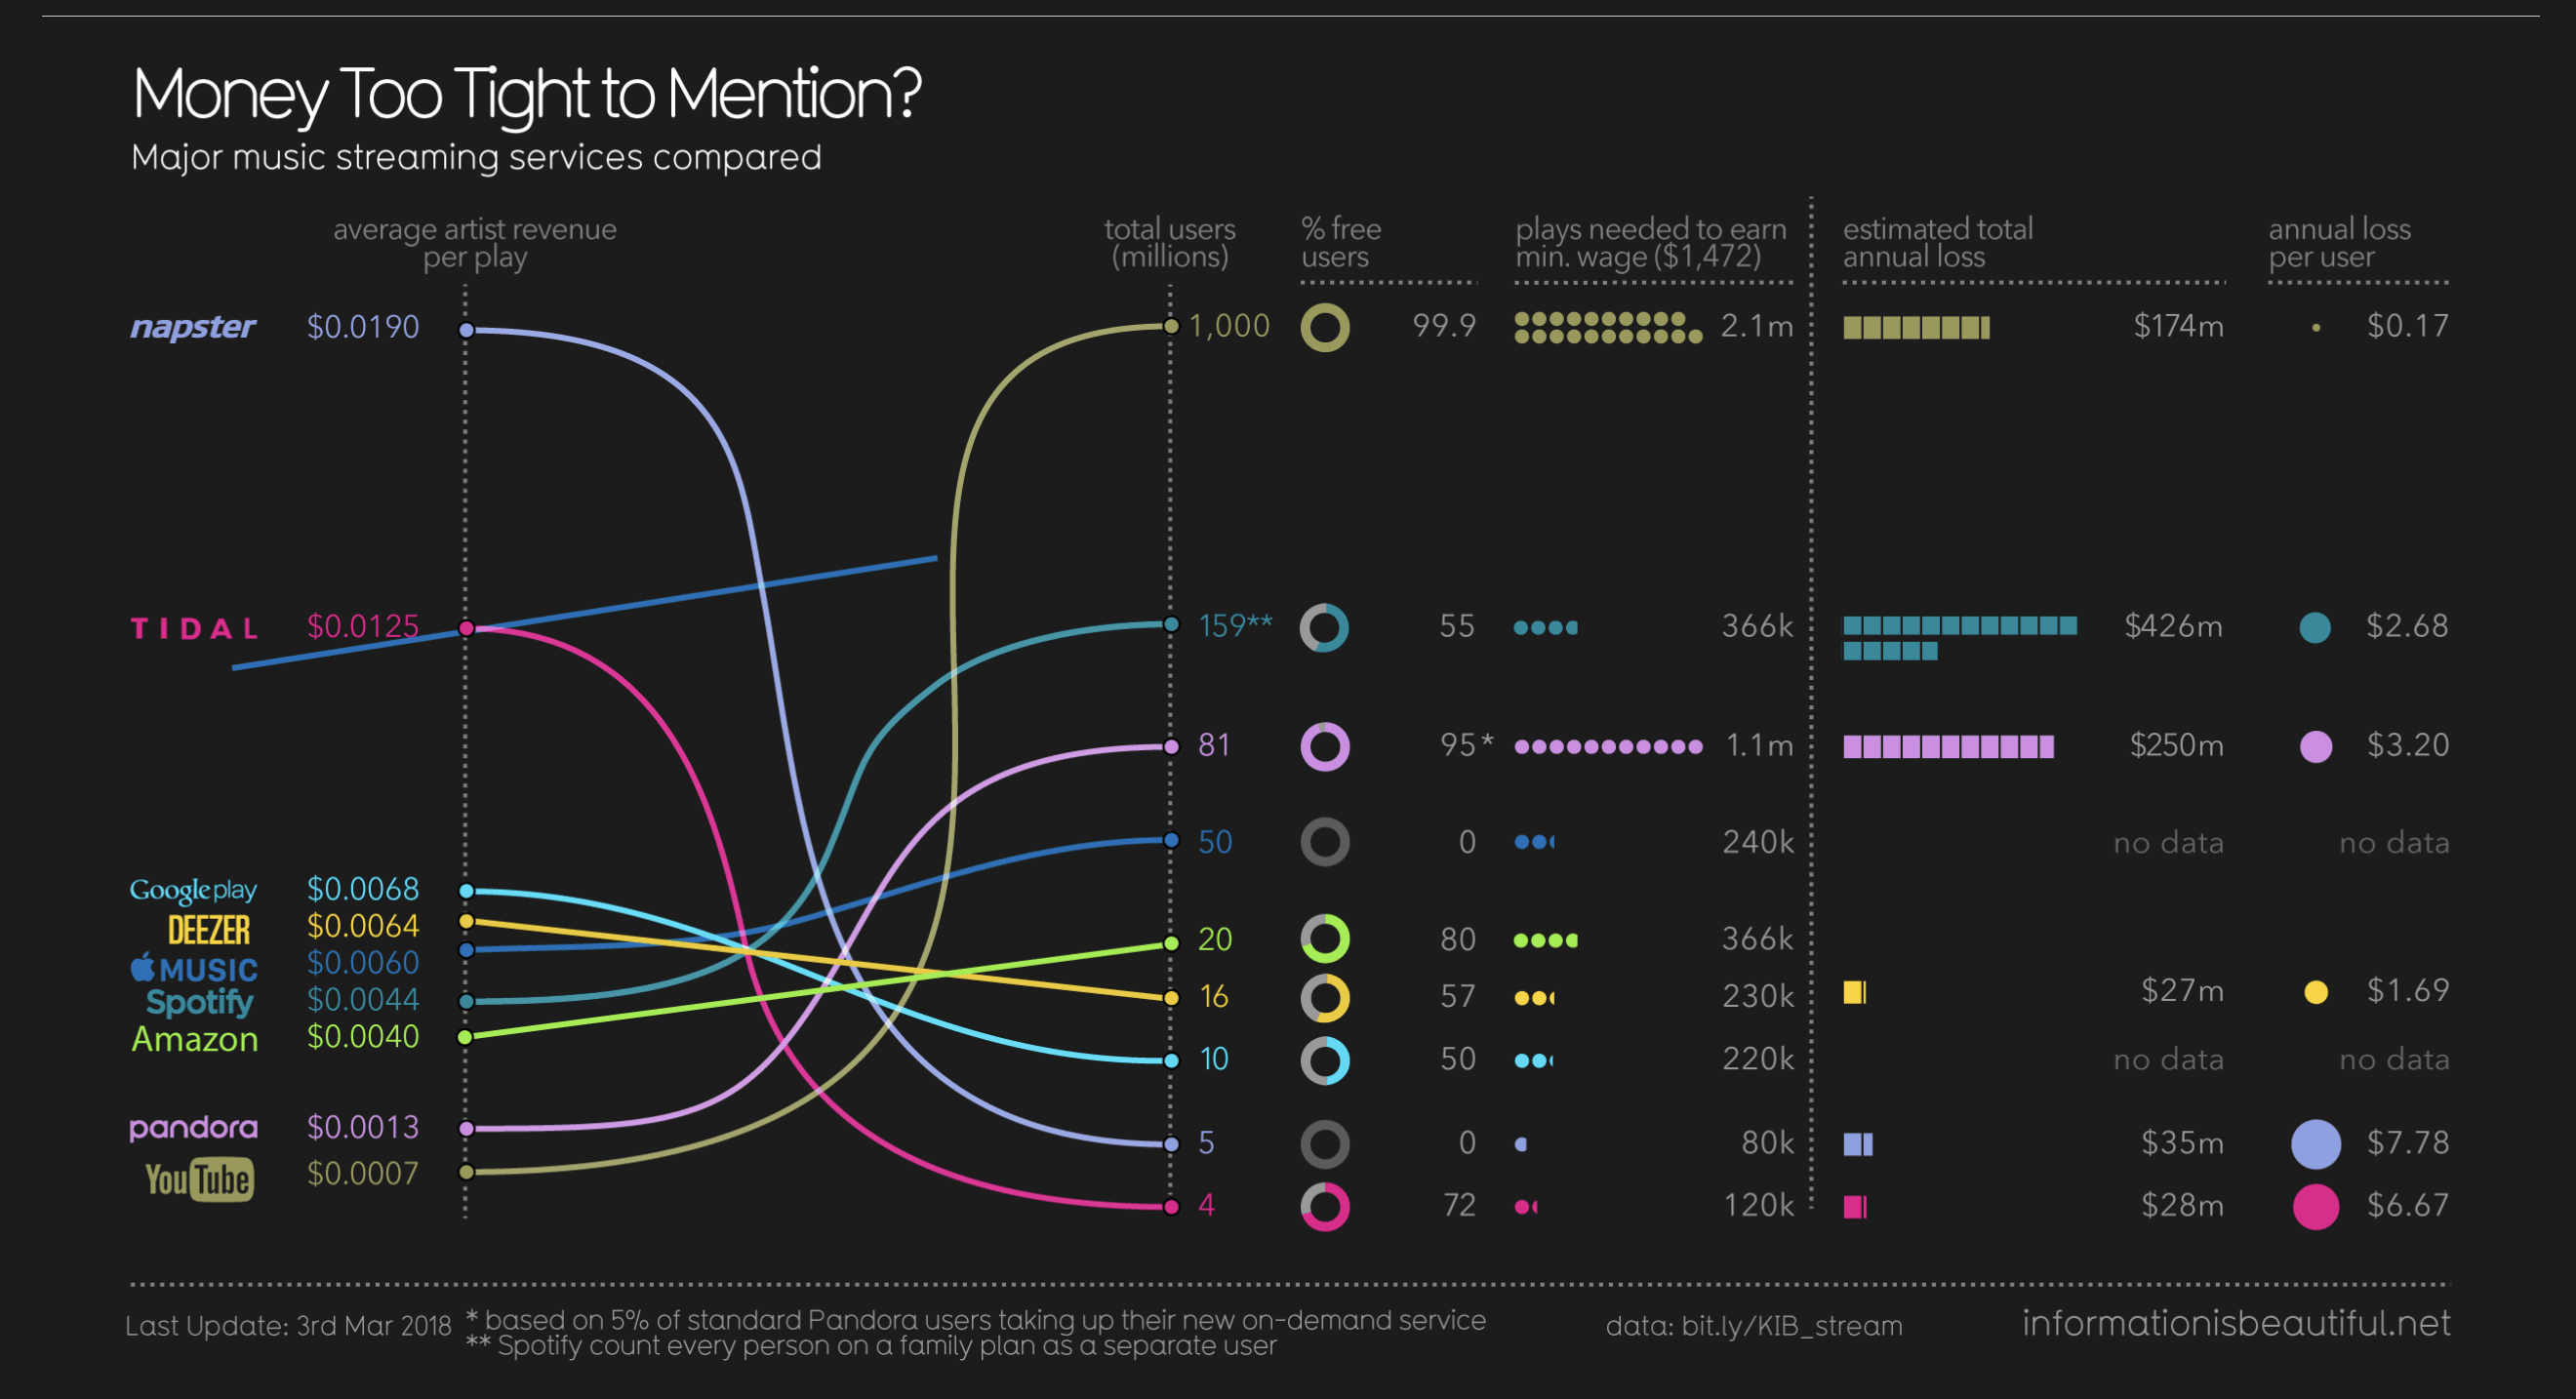 Money Too Tight to Mention?
Major music streaming services compared
average artist revenue
per play
total users
(millions)
% free
users
plays needed to earn
min. wage ($1,472)
estimated total
annual loss
annual loss
per user
napster $0.0190 1,000 99.9 2.1m $174m $0.17
TIDAL $0.0125 159** 55 366k $426m $2.68
81 95* 1.1m $250m $3.20
50 0 240k no data no data
Google play $0.0068
DEEZER $0.0064 20 80 366k
MUSIC $0.0060
Spotify $0.0044 16 57 230k $27m $1.69
Amazon $0.0040 10 50 220k no data no data
pandora $0.0013 5 0 80k $35m $7.78
YouTube $0.0007 4 72 120k $28m $6.67
Last Update: 3rd Mar 2018
* based on 5% of standard Pandora users taking up their new on-demand service
** Spotify count every person on a family plan as a separate user
data: bit.ly/KIB_stream
informationisbeautiful.net